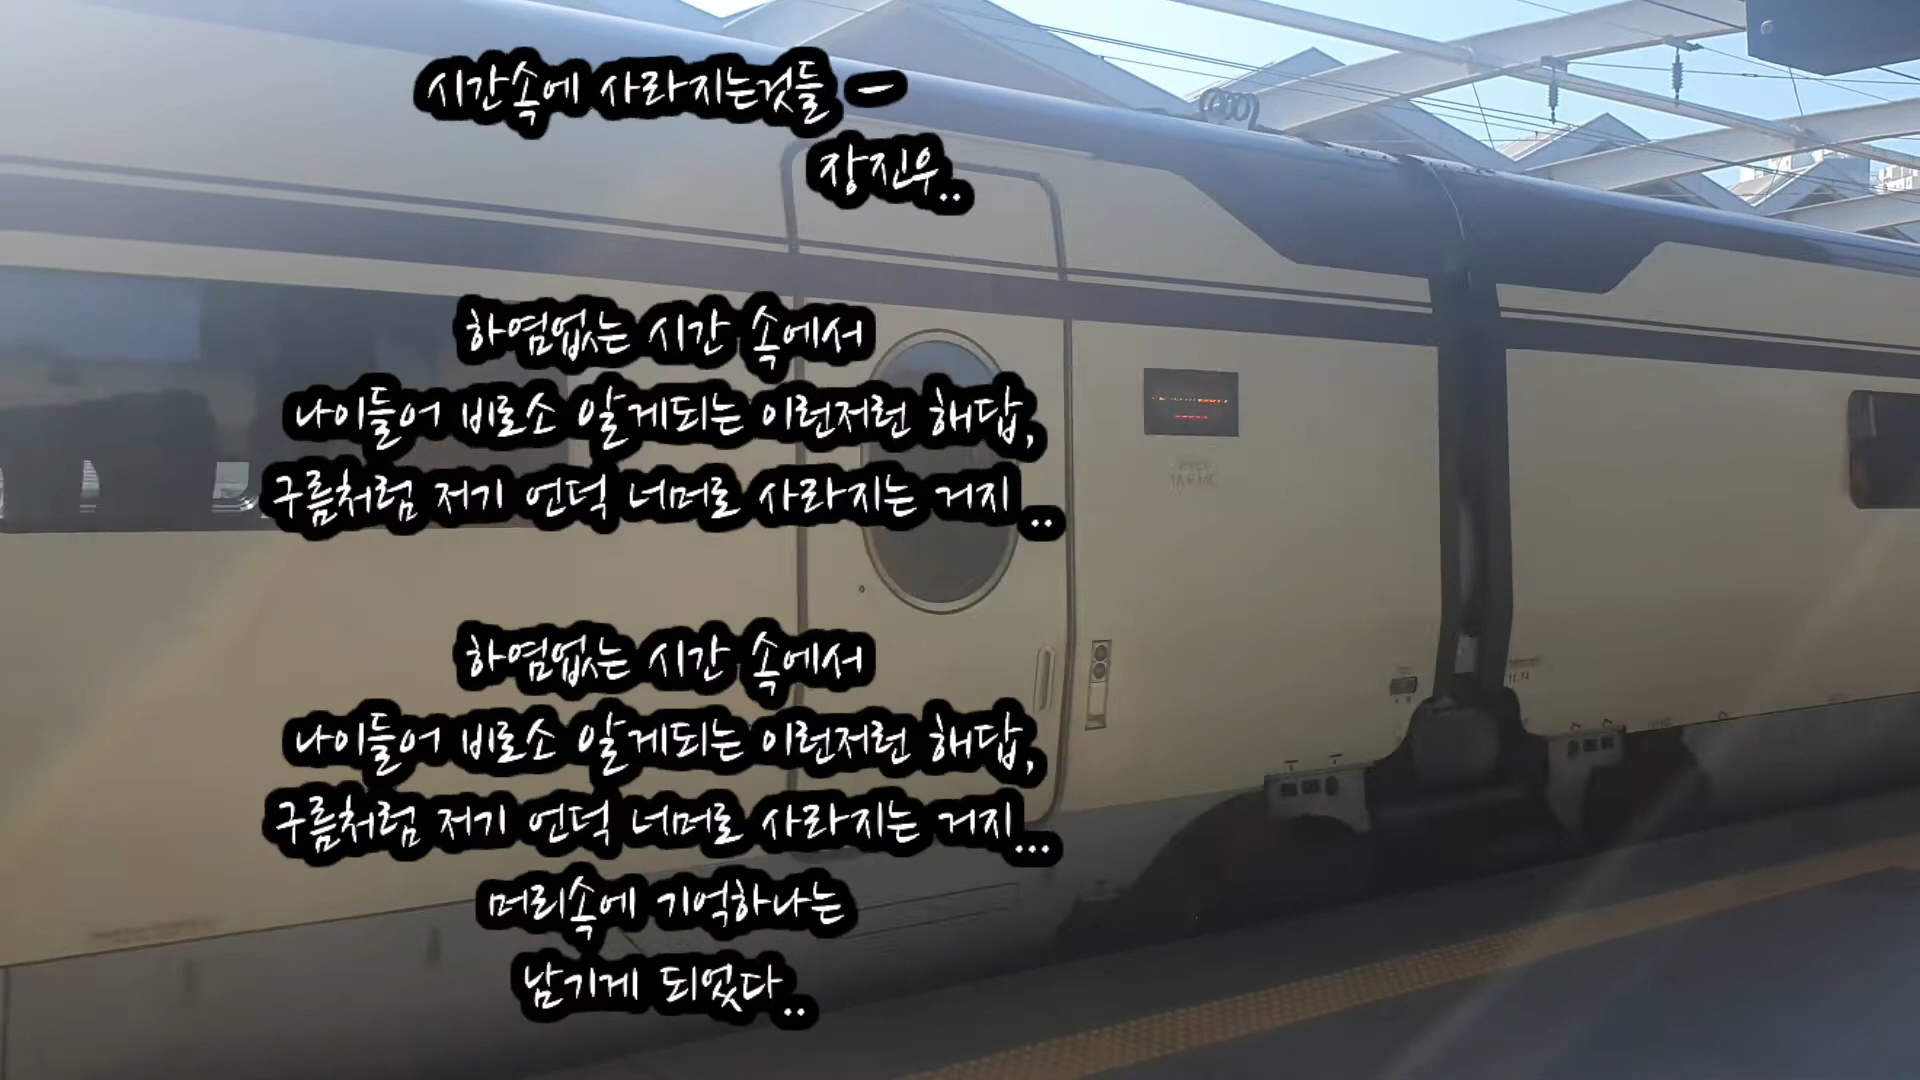 시간속에 사라지는것들 -
장진우..
하염없는 시간 속에서
나이들어 비로소 알게되는 이런저런 해답,
구름처럼 저기 언덕 너머로 사라지는 거지..
하염없는 시간 속에서
나이들어 비로소 알게되는 이런저런 해답,
구름처럼 저기 언덕 너머로 사라지는 거지...
머리속에 기억하나는
남기게 되었다..